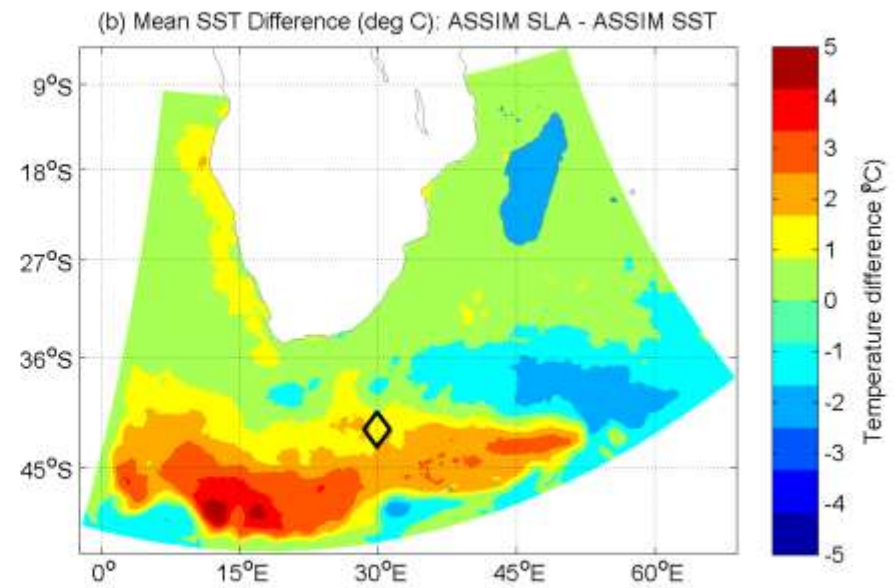 (b) Mean SST Difference (deg C): ASSIM SLA - ASSIM SST
9°S
18°S
27°S
36°S
45°S
0°
15°E
30°E
45°E
60°E
5
4
3
2
1
0
-1
-2
-3
-4
-5
Temperature difference (°C)